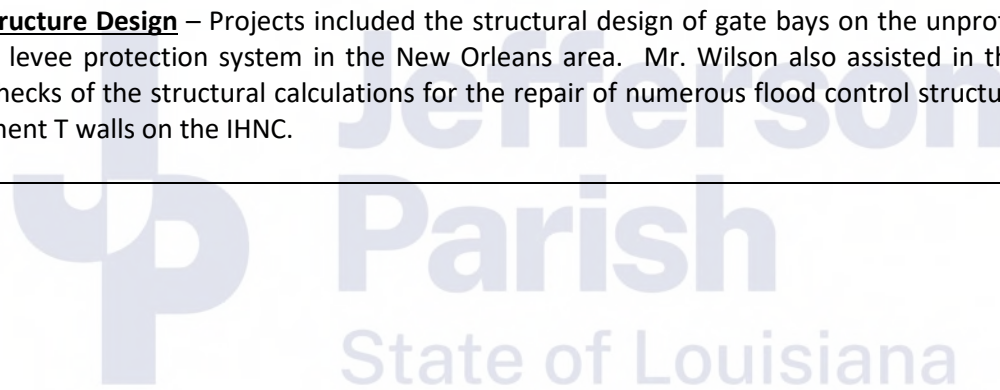 ructure Design – Projects included the structural design of gate bays on the unprot
levee protection system in the New Orleans area. Mr. Wilson also assisted in th
hecks of the structural calculations for the repair of numerous flood control structu
ment T walls on the IHNC.
Jefferson
Parish
State of Louisiana